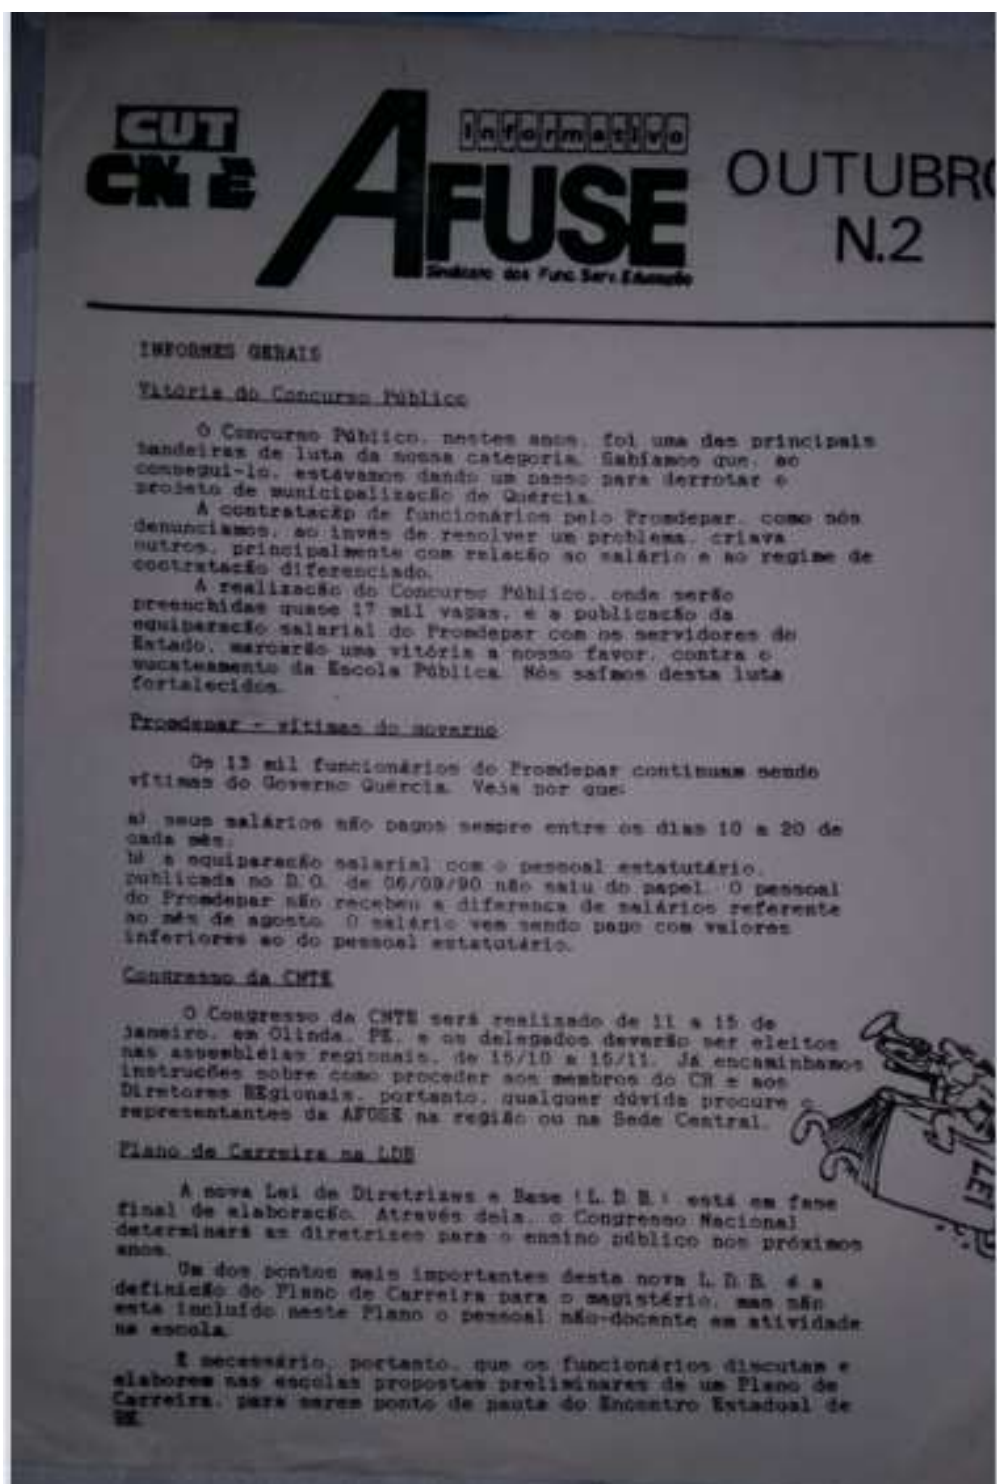 CUT
CNTE
Informativo
AFUSE
Sindicato dos Func. Serv. Educação
OUTUBRO
N.2
INFORMES GERAIS
Vitória do Concurso Público
O Concurso Público, nestes anos, foi uma das principais
bandeiras de luta da nossa categoria. Sabíamos que, ao
consegui-lo, estávamos dando um passo para derrotar o
projeto de municipalização de Quércia.
A contratação de funcionários pelo Promdepar, como nós
denunciamos, ao invés de resolver um problema, criava
outros, principalmente com relação ao salário e ao regime de
contratação diferenciado.
A realização do Concurso Público, onde serão
preenchidas quase 17 mil vagas, e a publicação da
equiparação salarial do Promdepar com os servidores do
Estado, marcarão uma vitória a nosso favor, contra o
sucateamento da Escola Pública. Nós saímos desta luta
fortalecidos.
Promdepar - vítimas do governo
Os 13 mil funcionários do Promdepar continuam sendo
vítimas do Governo Quércia. Veja por que:
a) seus salários são pagos sempre entre os dias 10 a 20 de
cada mês;
b) a equiparação salarial com o pessoal estatutário,
publicada no D.O. de 06/09/90 não saiu do papel. O pessoal
do Promdepar não recebeu a diferença de salários referente
ao mês de agosto. O salário vem sendo pago com valores
inferiores ao do pessoal estatutário.
Congresso da CNTE
O Congresso da CNTE será realizado de 11 a 15 de
janeiro, em Olinda, PE, e os delegados deverão ser eleitos
nas assembléias regionais, de 15/10 a 15/11. Já encaminhamos
instruções sobre como proceder aos membros do CR e aos
Diretores REgionais, portanto, qualquer dúvida procure o
representantes da AFUSE na região ou na Sede Central.
LEI
Plano de Carreira na LDB
A nova Lei de Diretrizes e Base (L.D.B.) está em fase
final de elaboração. Através dela, o Congresso Nacional
determinará as diretrizes para o ensino público nos próximos
anos.
Um dos pontos mais importantes desta nova L.D.B. é a
definição do Plano de Carreira para o magistério, mas não
esta incluído neste Plano o pessoal não-docente em atividade
na escola.
É necessário, portanto, que os funcionários discutam e
elaborem nas escolas propostas preliminares de um Plano de
Carreira, para serem ponto de pauta do Encontro Estadual de